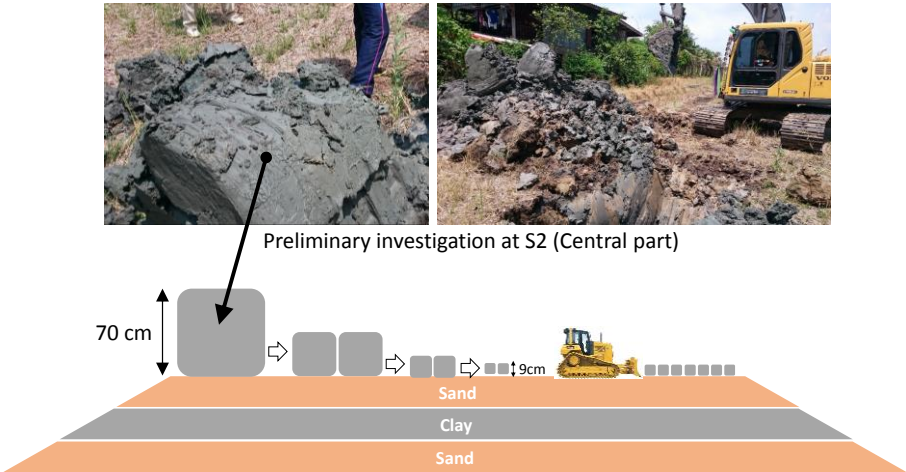 Preliminary investigation at S2 (Central part)
70 cm
9cm
Sand
Clay
Sand